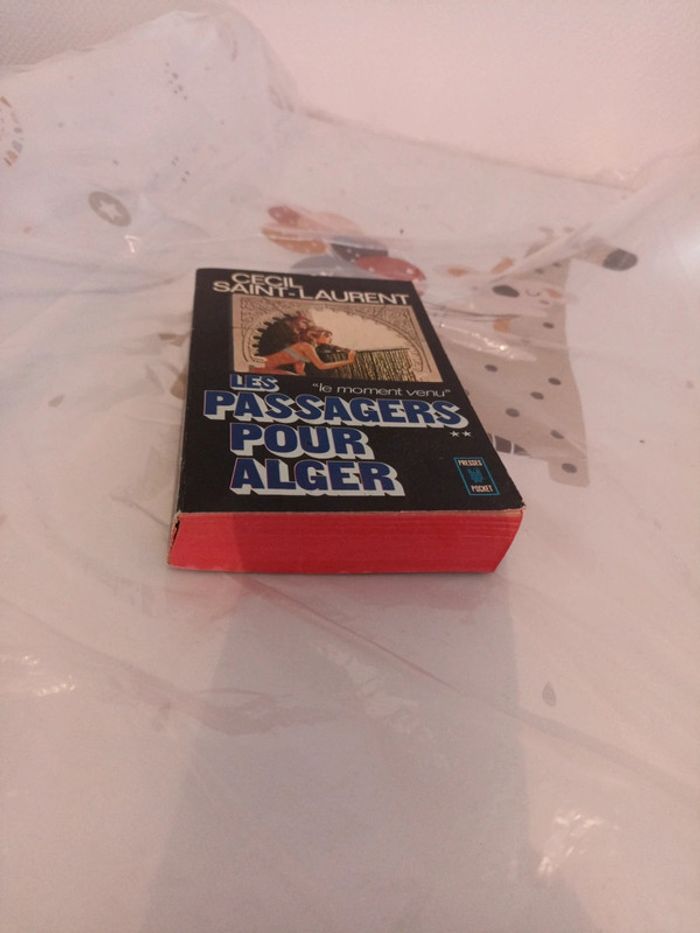 CECIL
SAINT-LAURENT
"le moment venu"
LES
PASSAGERS
POUR
ALGER
**
PRESSES
POCKET